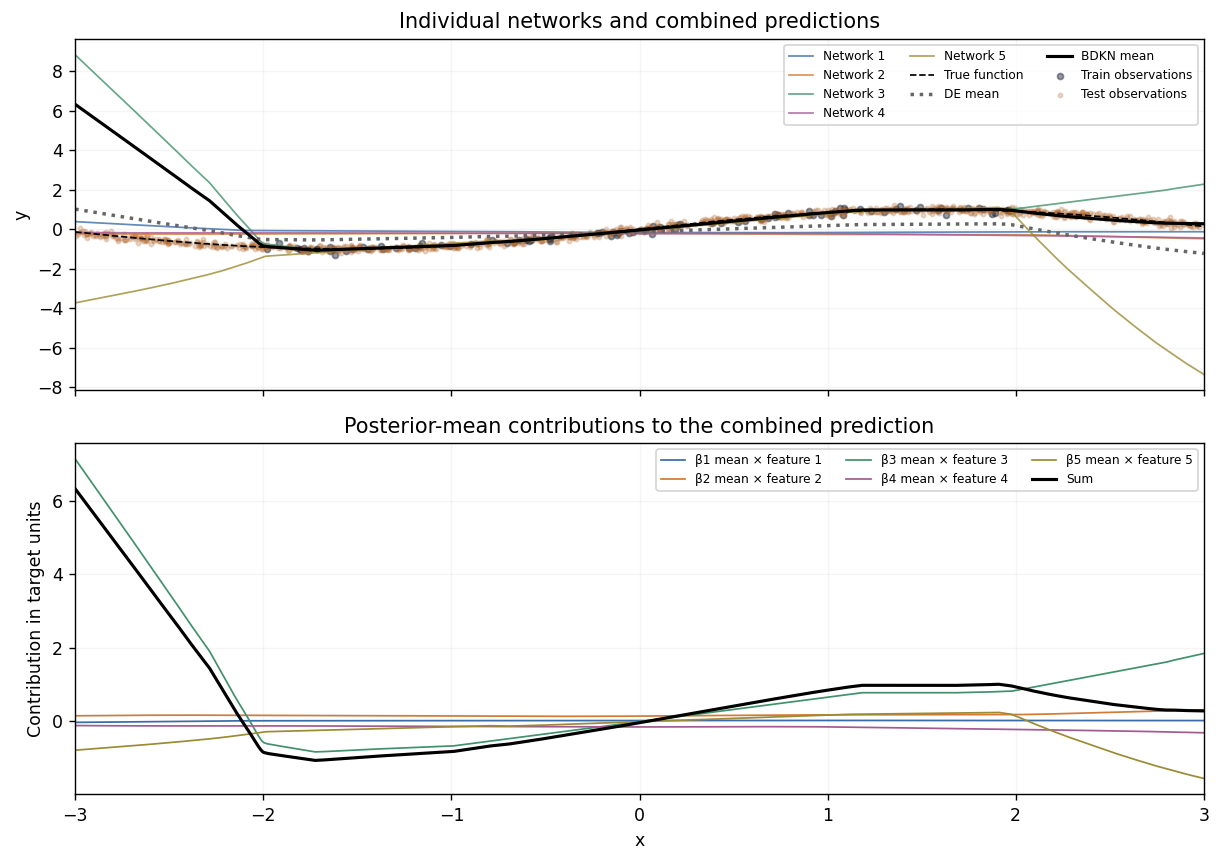 Individual networks and combined predictions
y
8
6
4
2
0
−2
−4
−6
−8
Network 1
Network 2
Network 3
Network 4
Network 5
True function
DE mean
BDKN mean
Train observations
Test observations
Posterior-mean contributions to the combined prediction
Contribution in target units
6
4
2
0
β1 mean × feature 1
β2 mean × feature 2
β3 mean × feature 3
β4 mean × feature 4
β5 mean × feature 5
Sum
−3
−2
−1
0
1
2
3
x